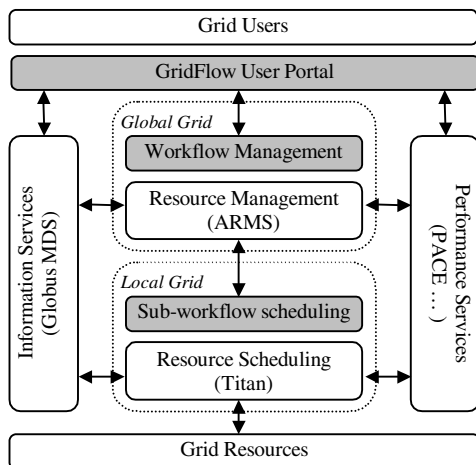 Grid Users
GridFlow User Portal
Global Grid
Workflow Management
Resource Management
(ARMS)
Information Services
(Globus MDS)
Performance Services
(PACE …. )
Local Grid
Sub-workflow scheduling
Resource Scheduling
(Titan)
Grid Resources